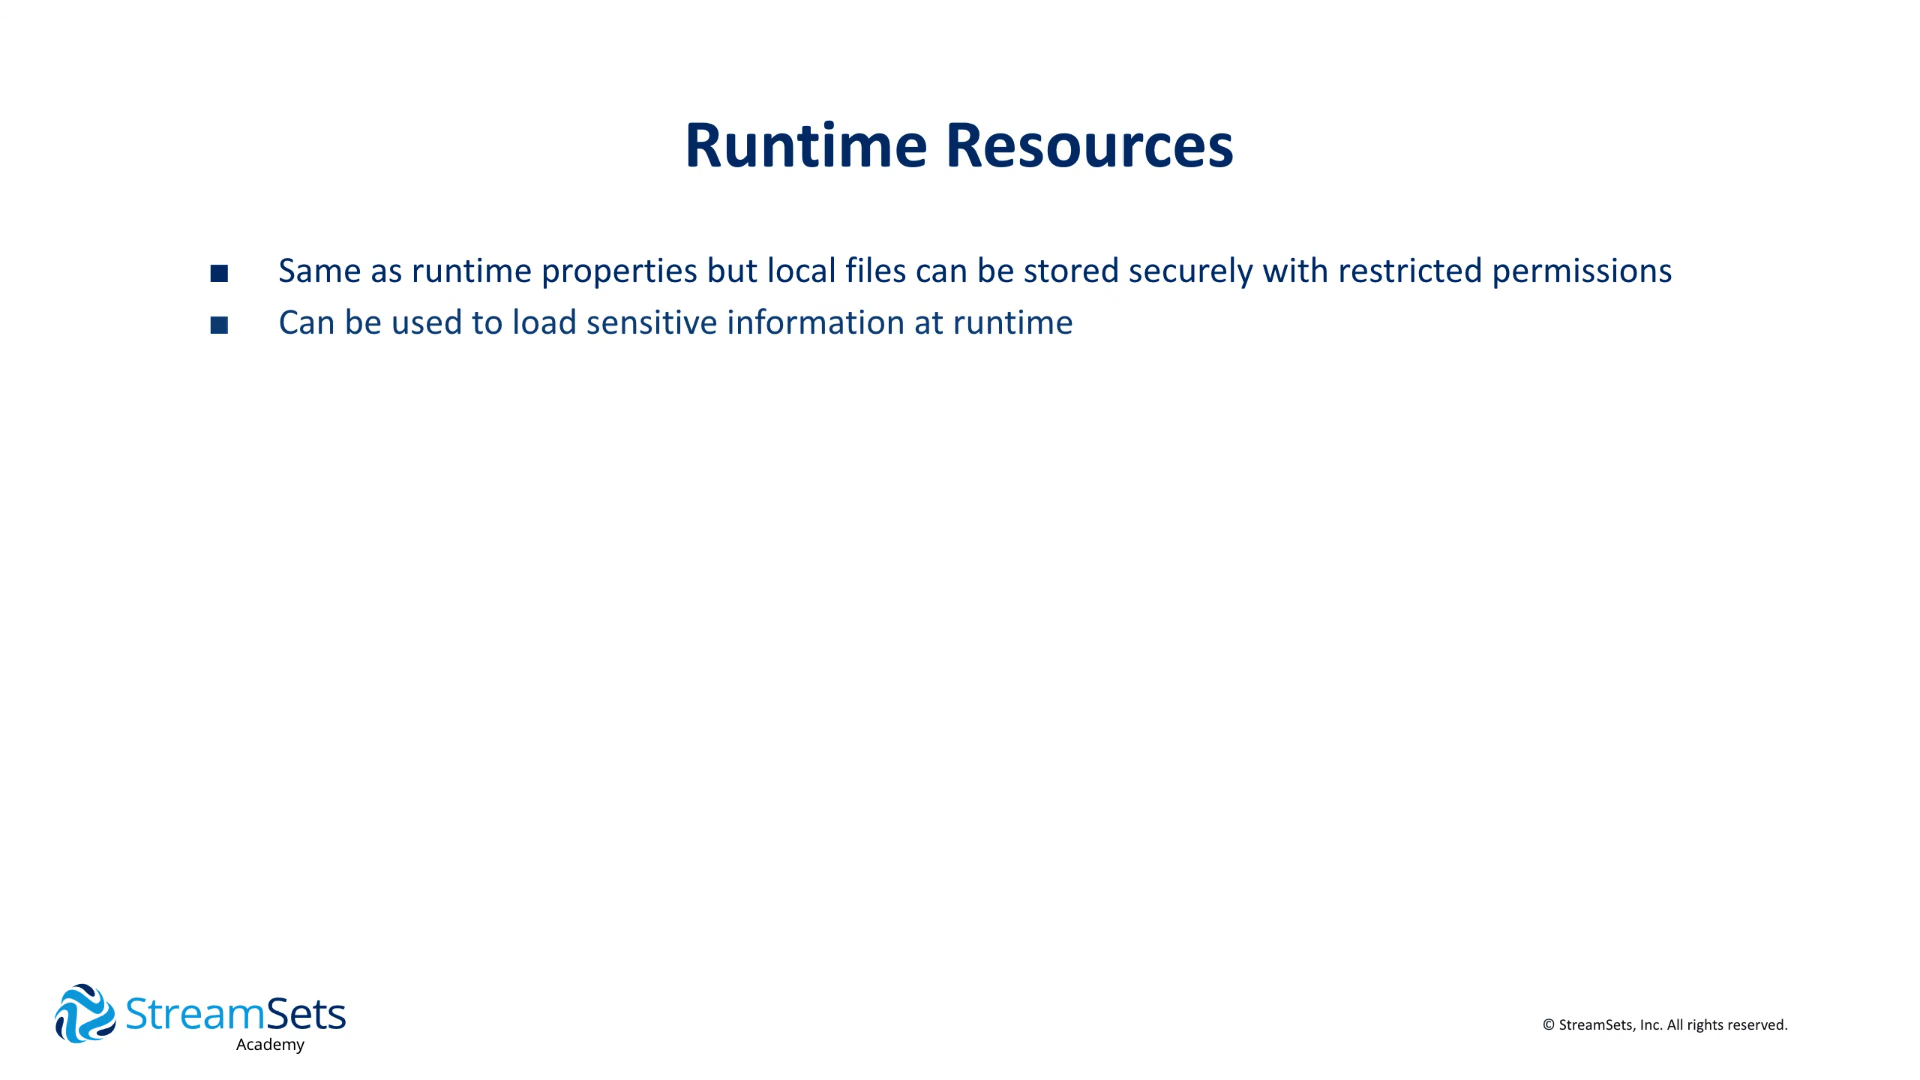 Runtime Resources
■ Same as runtime properties but local files can be stored securely with restricted permissions
■ Can be used to load sensitive information at runtime
StreamSets
Academy
© StreamSets, Inc. All rights reserved.